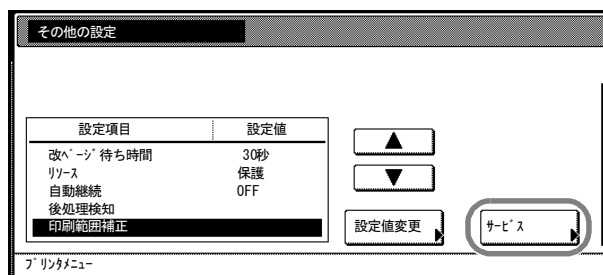 その他の設定
設定項目 設定値
改ページ待ち時間 30秒
リソース 保護
自動継続 OFF
後処理検知
印刷範囲補正
設定値変更
サービス
プリンタメニュー